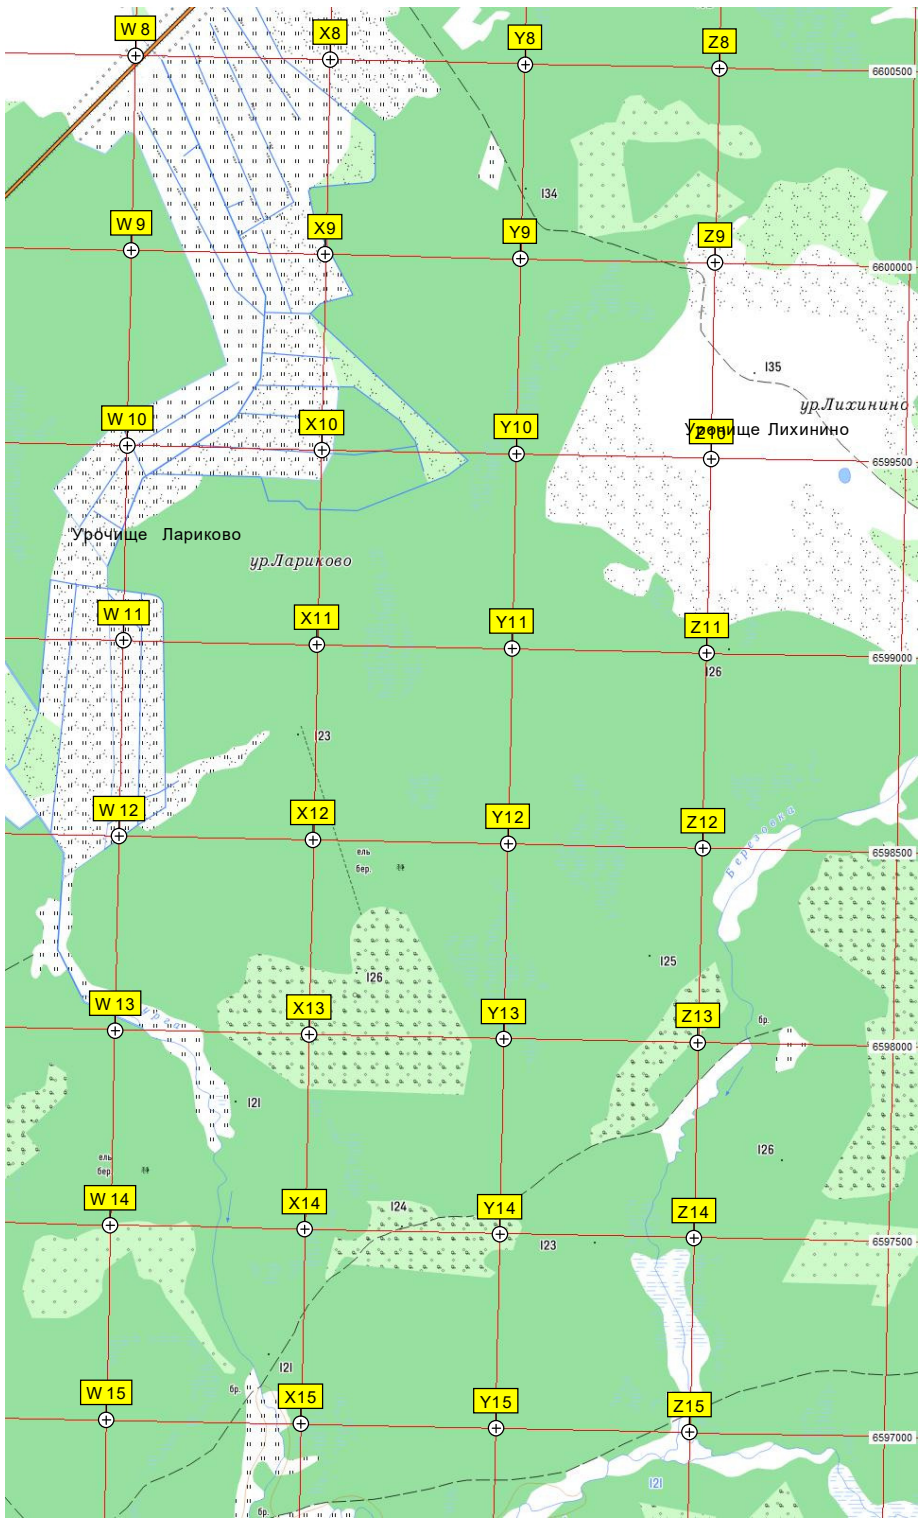 W 8
X8
Y8
Z8
6600500
134
W 9
X9
Y9
Z9
6600000
135
ур.Лихинино
W 10
X10
Y10
Z10
Урочище Лихинино
6599500
Урочище Лариково
ур.Лариково
W 11
X11
Y11
Z11
6599000
126
123
W 12
X12
Y12
Z12
6598500
Березовка
ель
бер.
126
125
W 13
X13
Y13
Z13
бр.
6598000
121
126
ель
бер.
W 14
X14
124
Y14
Z14
123
6597500
121
бр.
W 15
X15
Y15
Z15
6597000
121
бр.